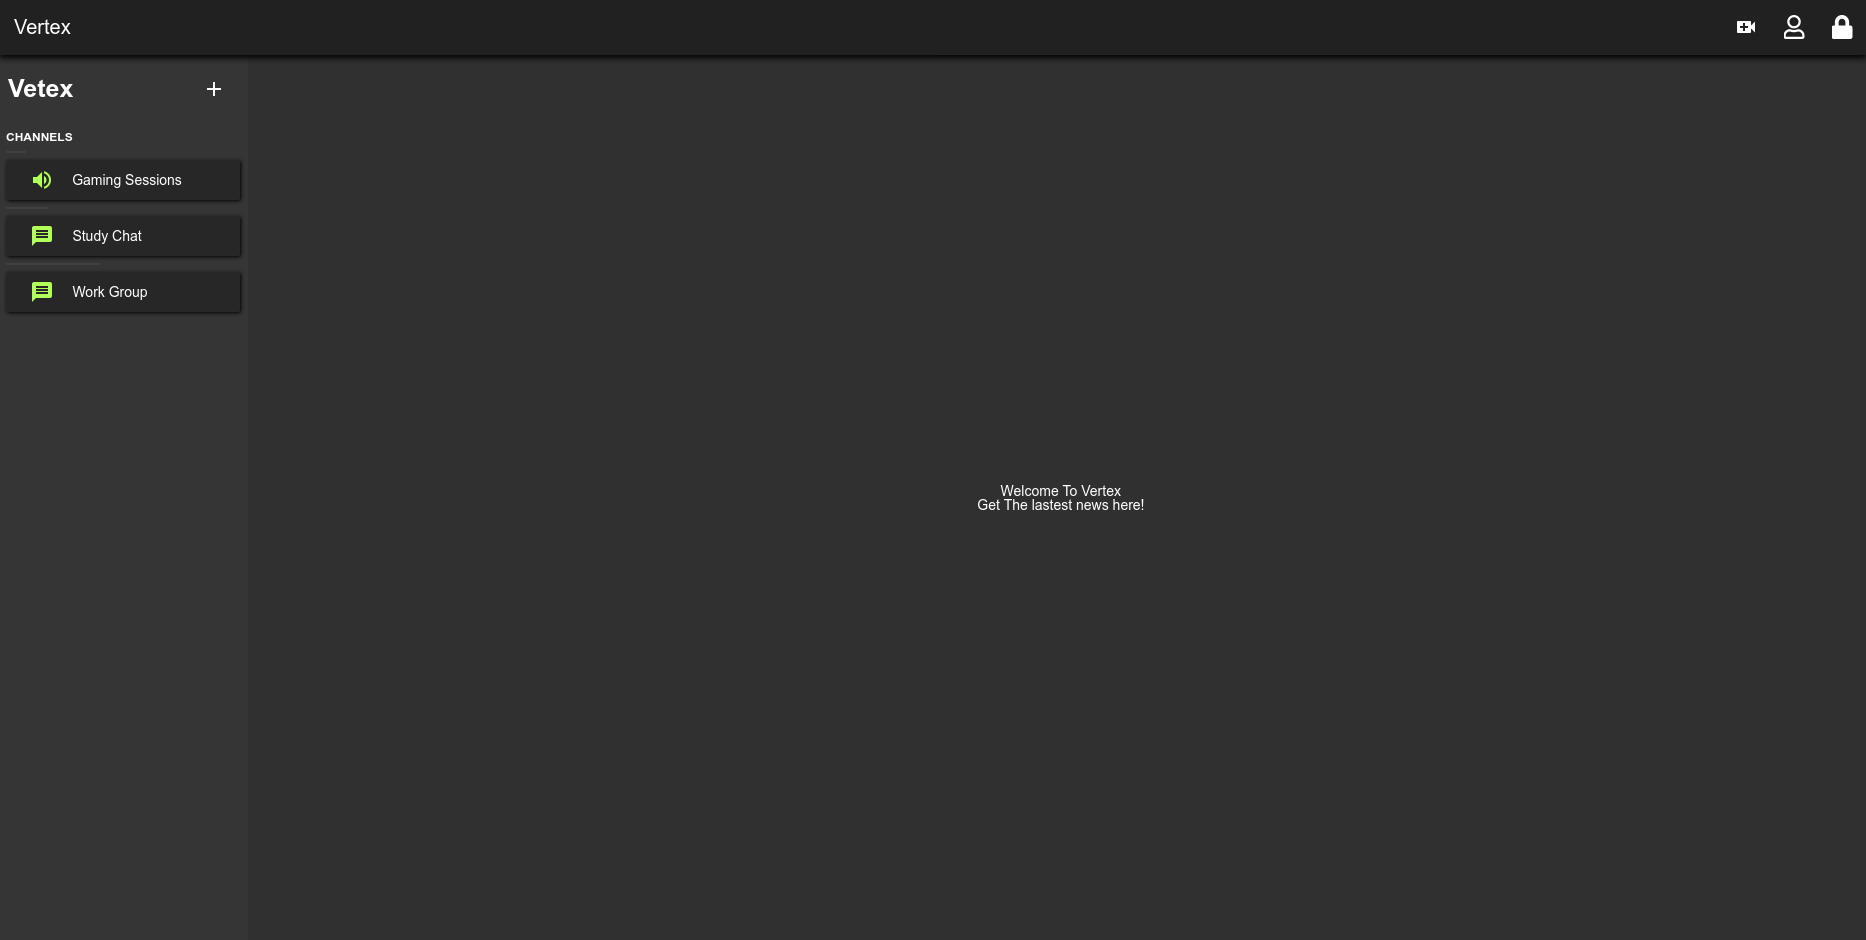 Vertex
Vetex
CHANNELS
Gaming Sessions
Study Chat
Work Group
Welcome To Vertex
Get The lastest news here!